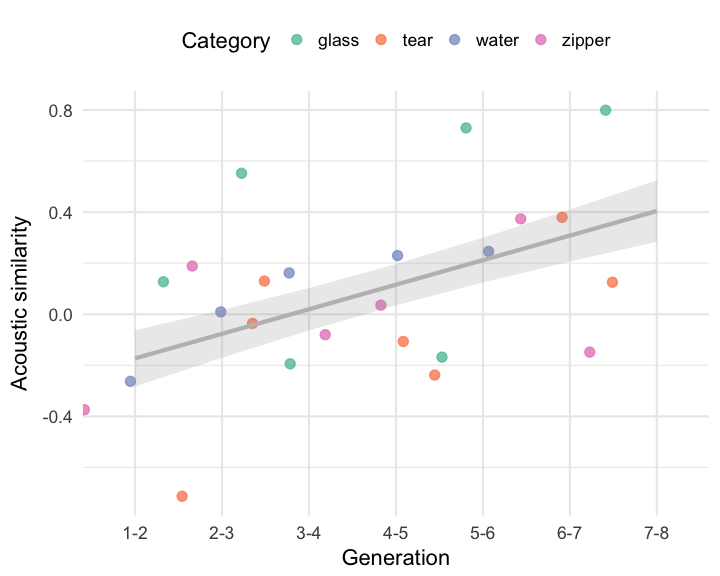 Category glass tear water zipper
0.8
0.4
0.0
-0.4
Acoustic similarity
1-2 2-3 3-4 4-5 5-6 6-7 7-8
Generation